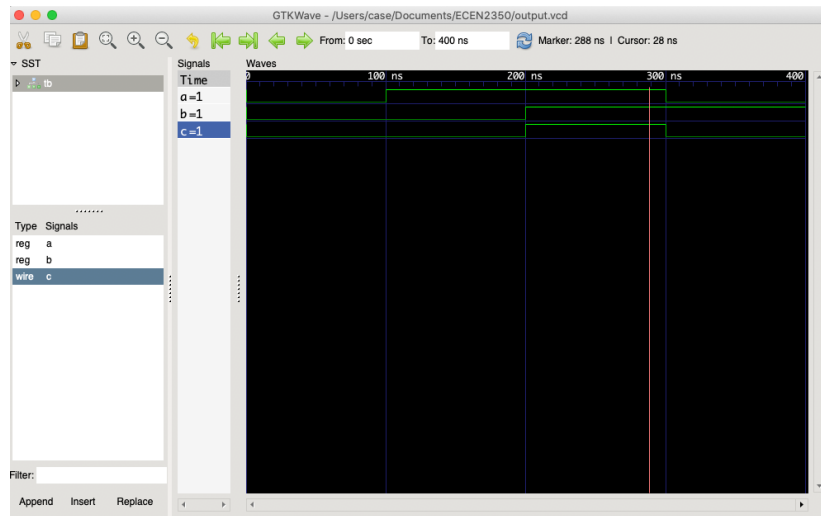 GTKWave - /Users/case/Documents/ECEN2350/output.vcd
From: 0 sec To: 400 ns Marker: 288 ns | Cursor: 28 ns
SST
tb
Type Signals
reg a
reg b
wire c
Filter:
Append Insert Replace
Signals
Time
a=1
b=1
c=1
Waves
0 100 ns 200 ns 300 ns 400